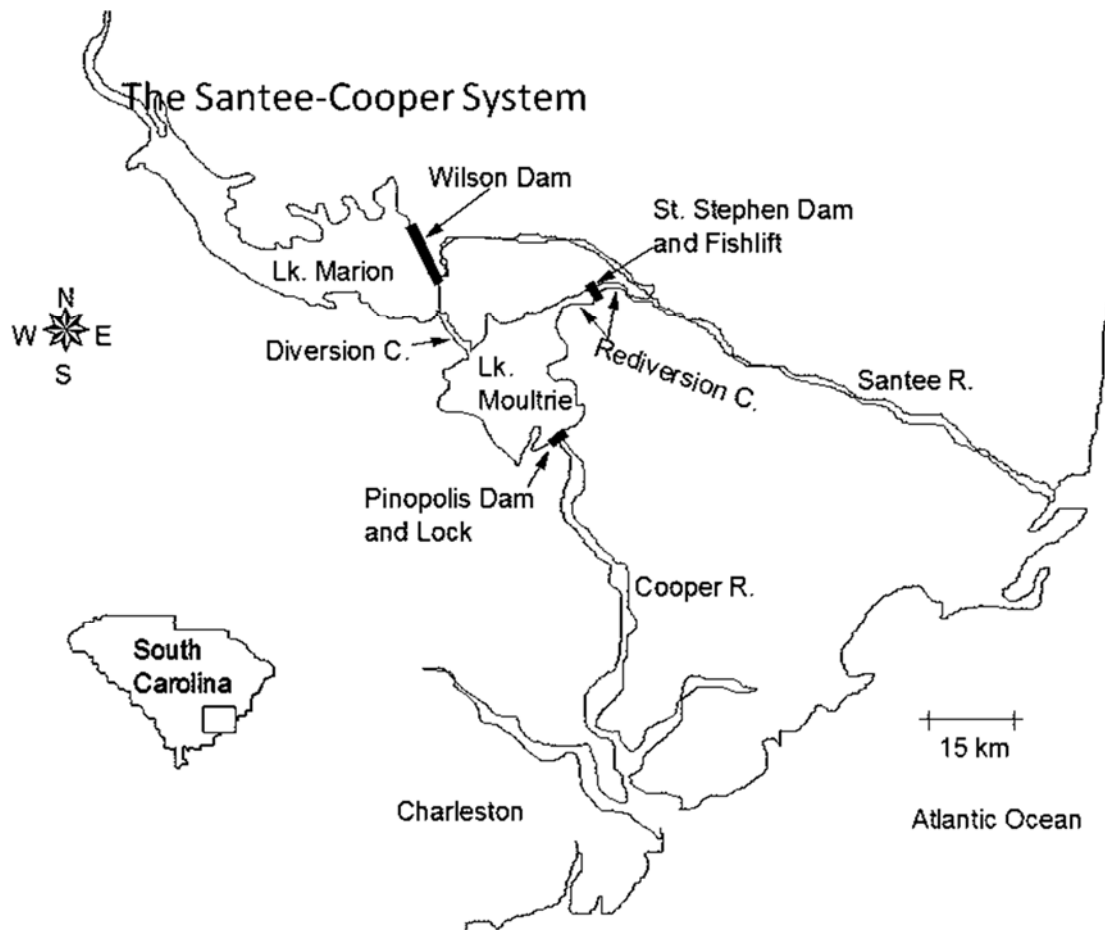 The Santee-Cooper System
Wilson Dam
St. Stephen Dam
and Fishlift
Lk. Marion
N
W E
S
Diversion C.
Rediversion C.
Lk.
Moultrie
Santee R.
Pinopolis Dam
and Lock
Cooper R.
South
Carolina
15 km
Charleston
Atlantic Ocean